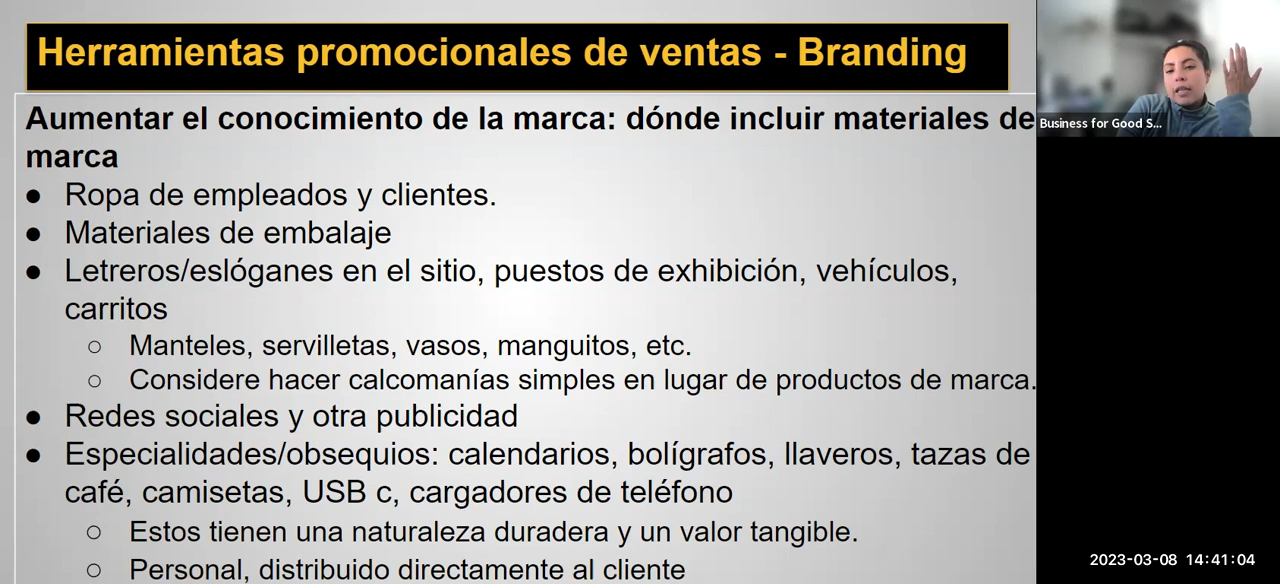 Herramientas promocionales de ventas - Branding
Aumentar el conocimiento de la marca: dónde incluir materiales de
marca
● Ropa de empleados y clientes.
● Materiales de embalaje
● Letreros/eslóganes en el sitio, puestos de exhibición, vehículos,
carritos
○ Manteles, servilletas, vasos, manguitos, etc.
○ Considere hacer calcomanías simples en lugar de productos de marca.
● Redes sociales y otra publicidad
● Especialidades/obsequios: calendarios, bolígrafos, llaveros, tazas de
café, camisetas, USB c, cargadores de teléfono
○ Estos tienen una naturaleza duradera y un valor tangible.
○ Personal, distribuido directamente al cliente
Business for Good S...
2023-03-08 14:41:04